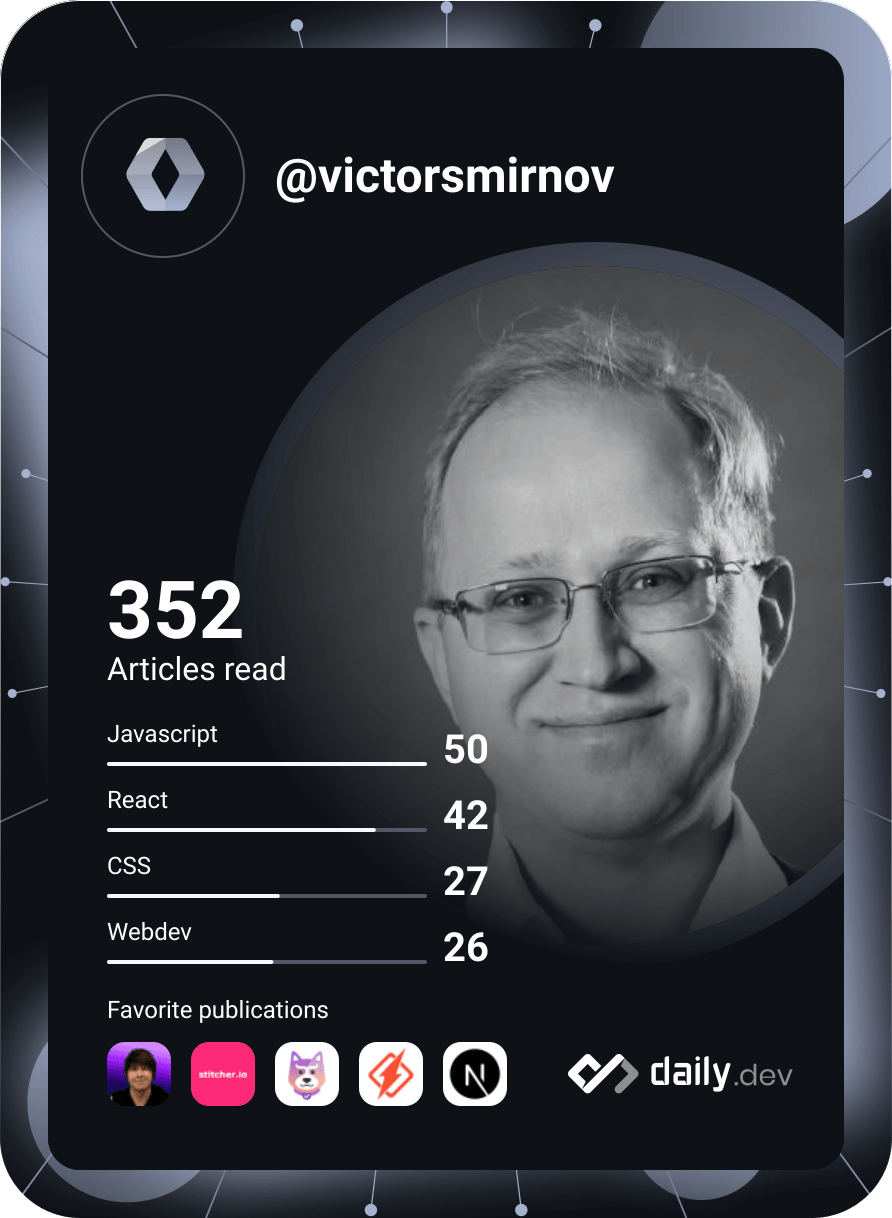 @victorsmirnov
352
Articles read
Javascript
50
React
42
CSS
27
Webdev
26
Favorite publications
stitcher.io
N
daily.dev